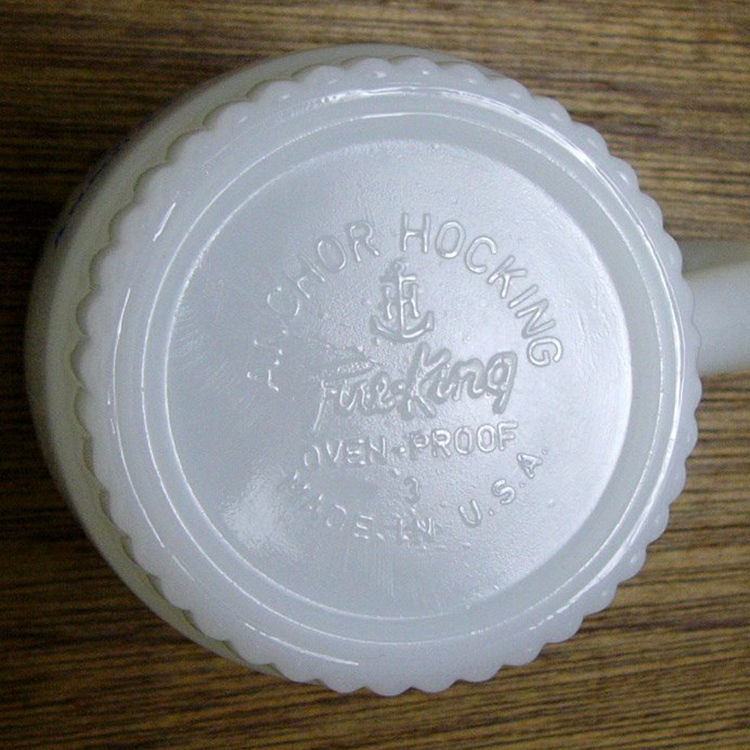 ANCHOR HOCKING
H
Fire-King
OVEN-PROOF
3
MADE IN U.S.A.